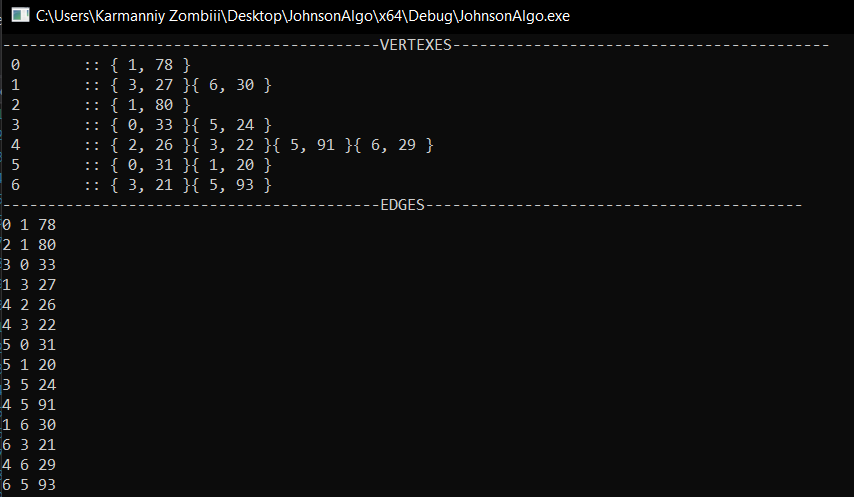 C:\Users\Karmanniy Zombiii\Desktop\JohnsonAlgo\x64\Debug\JohnsonAlgo.exe
------------------------------------------VERTEXES------------------------------------------
0       :: { 1, 78 }
1       :: { 3, 27 }{ 6, 30 }
2       :: { 1, 80 }
3       :: { 0, 33 }{ 5, 24 }
4       :: { 2, 26 }{ 3, 22 }{ 5, 91 }{ 6, 29 }
5       :: { 0, 31 }{ 1, 20 }
6       :: { 3, 21 }{ 5, 93 }
------------------------------------------EDGES------------------------------------------
0 1 78
2 1 80
3 0 33
1 3 27
4 2 26
4 3 22
5 0 31
5 1 20
3 5 24
4 5 91
1 6 30
6 3 21
4 6 29
6 5 93